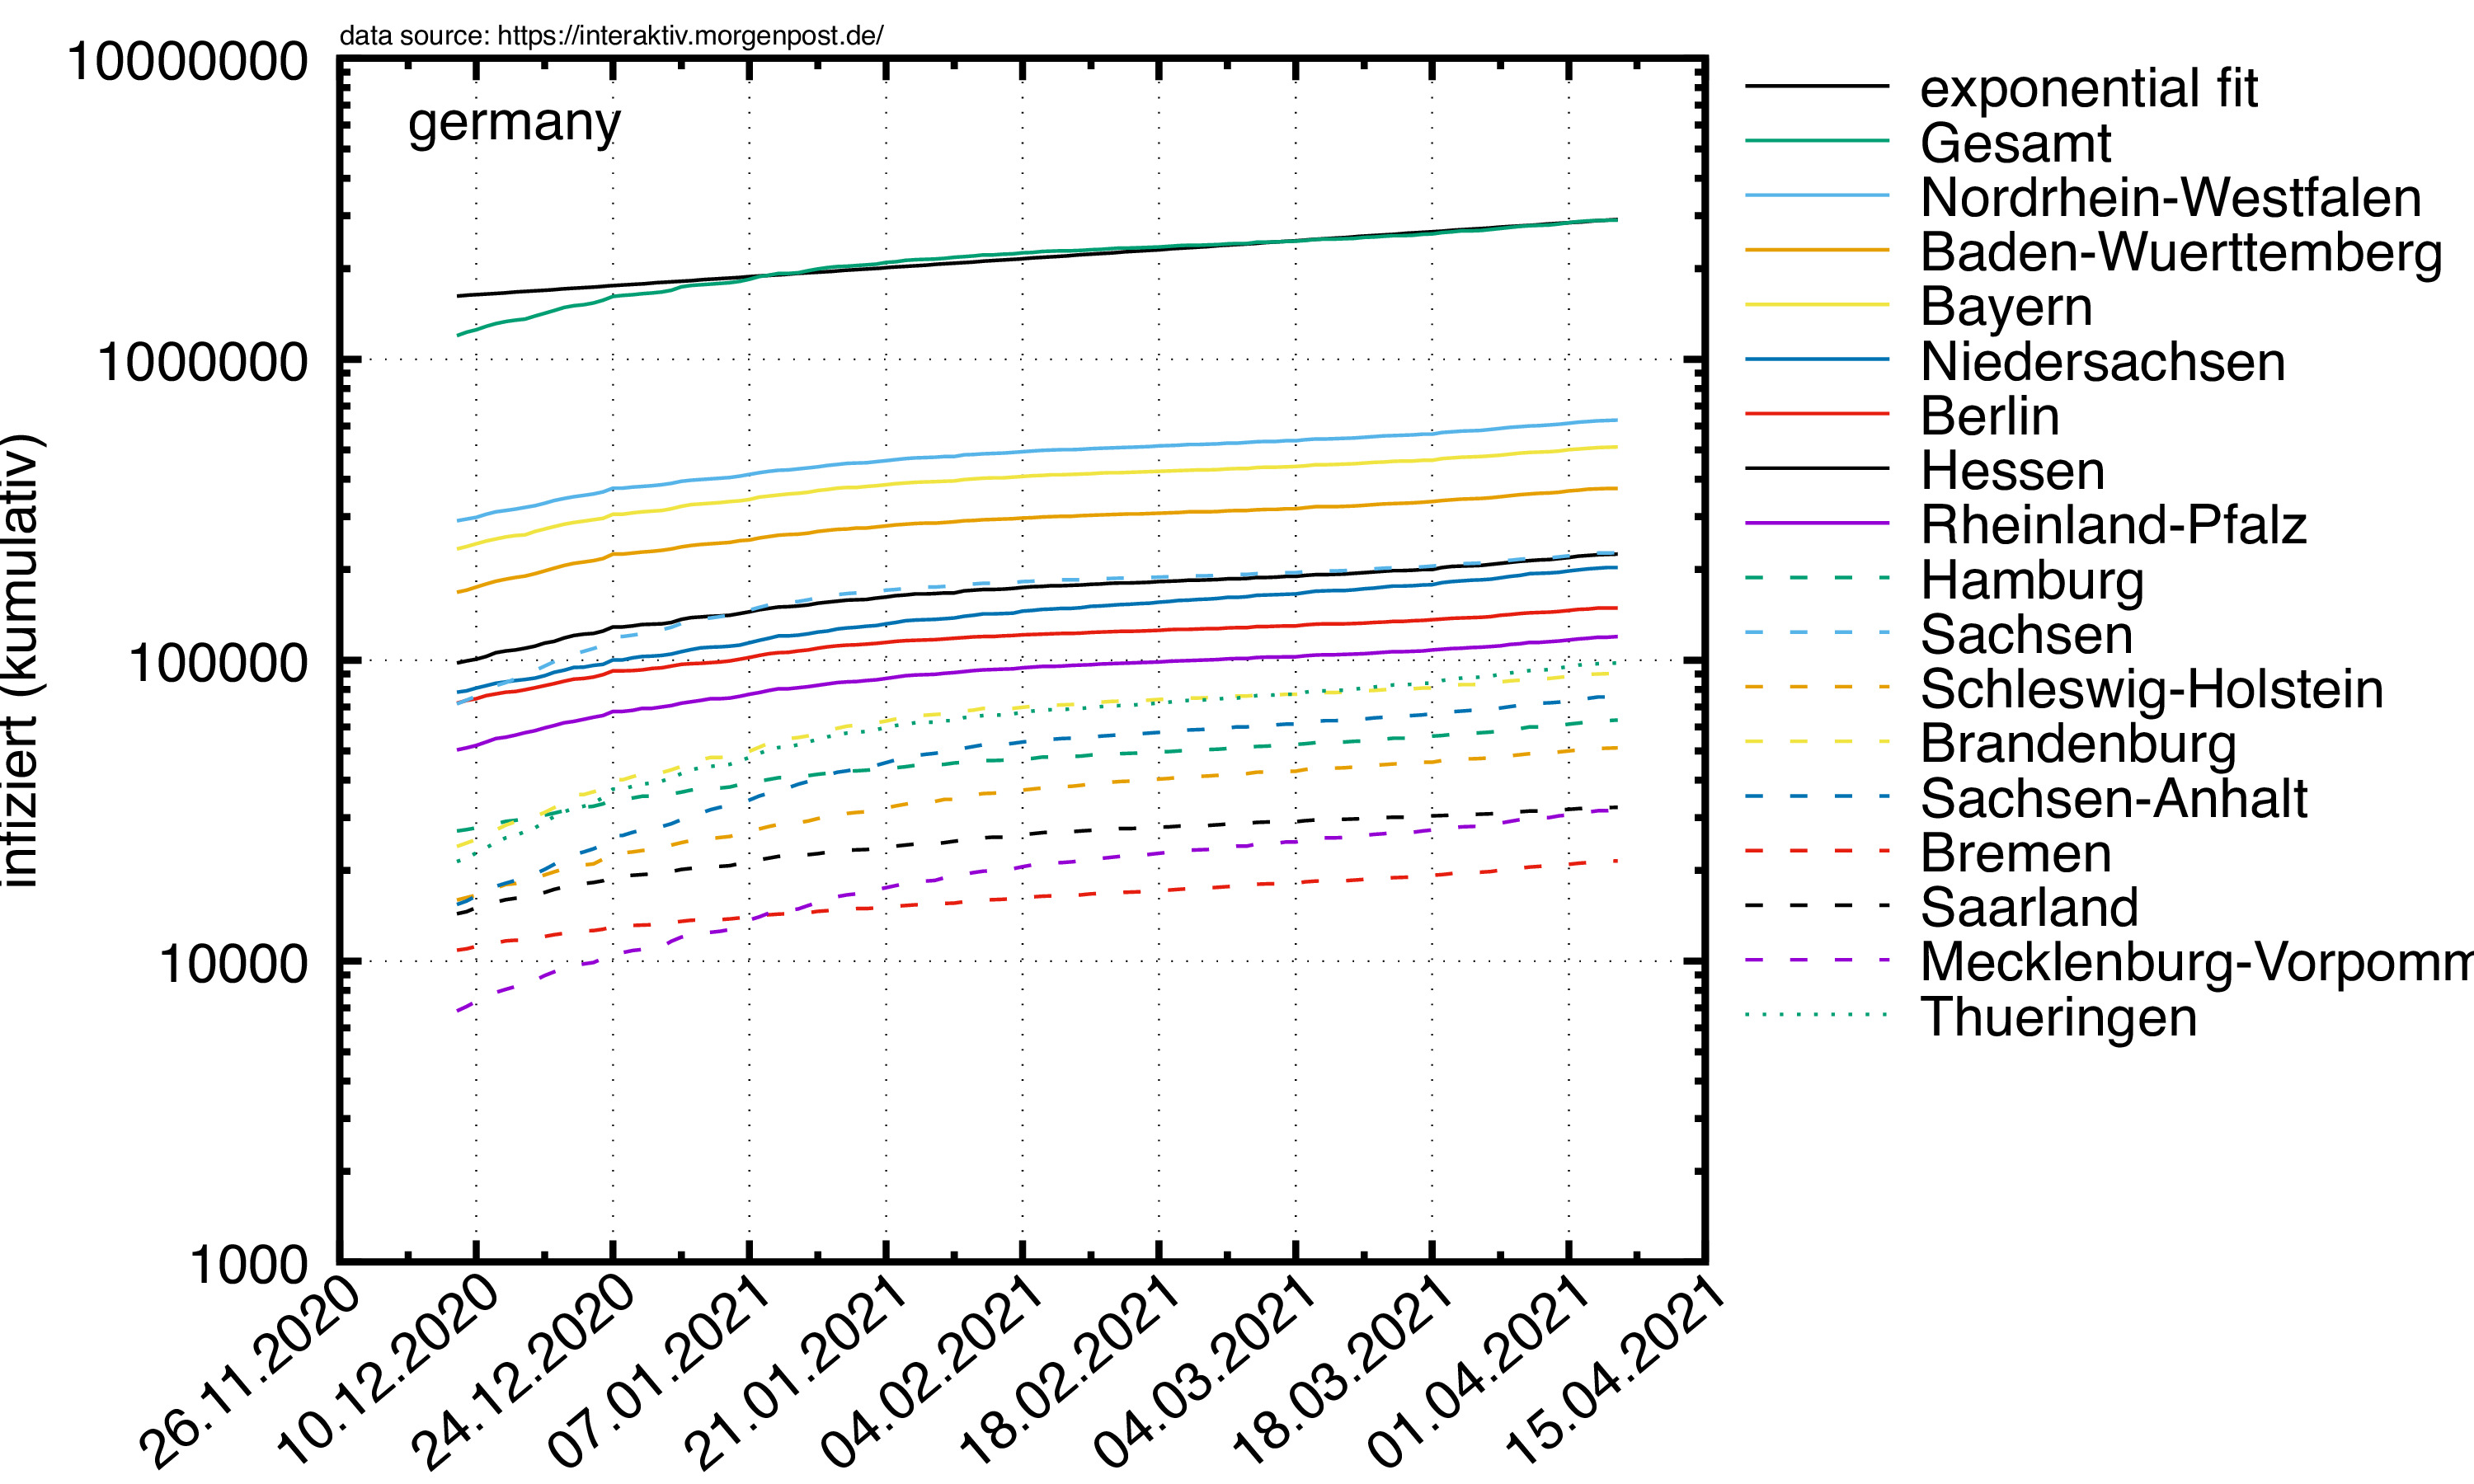 data source: https://interaktiv.morgenpost.de/
germany
infiziert (kumulativ)
10000000
1000000
100000
10000
1000
26.11.2020
10.12.2020
24.12.2020
07.01.2021
21.01.2021
04.02.2021
18.02.2021
04.03.2021
18.03.2021
01.04.2021
15.04.2021
exponential fit
Gesamt
Nordrhein-Westfalen
Baden-Wuerttemberg
Bayern
Niedersachsen
Berlin
Hessen
Rheinland-Pfalz
Hamburg
Sachsen
Schleswig-Holstein
Brandenburg
Sachsen-Anhalt
Bremen
Saarland
Mecklenburg-Vorpomm
Thueringen